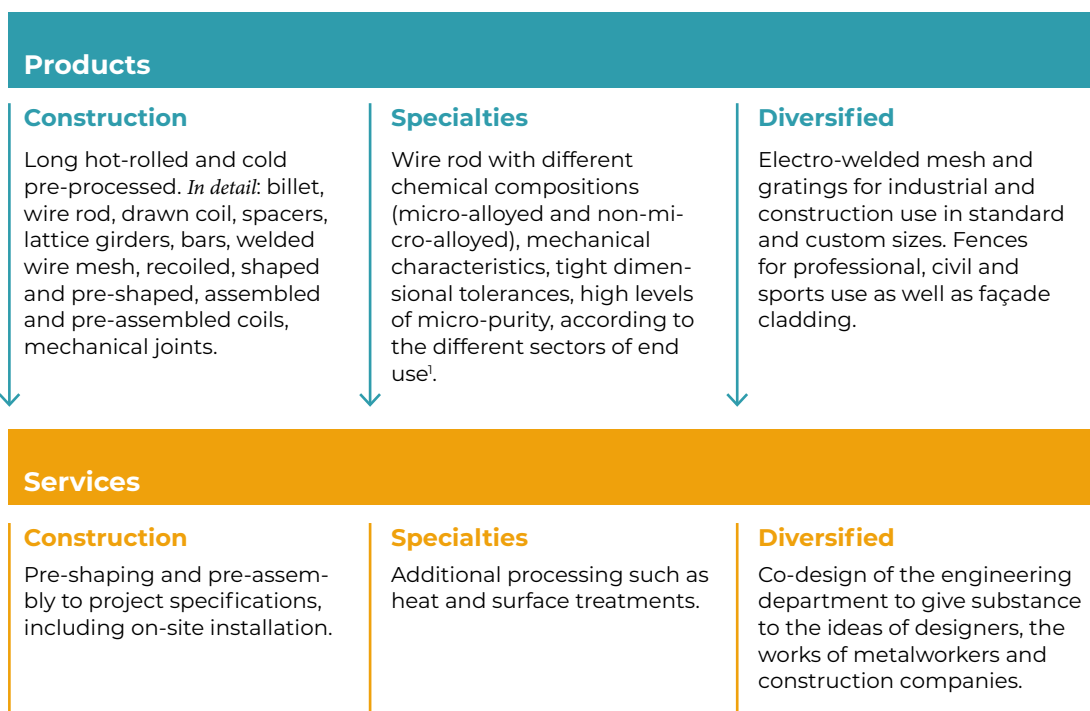 Products
Construction
Long hot-rolled and cold
pre-processed. In detail: billet,
wire rod, drawn coil, spacers,
lattice girders, bars, welded
wire mesh, recoiled, shaped
and pre-shaped, assembled
and pre-assembled coils,
mechanical joints.
Specialties
Wire rod with different
chemical compositions
(micro-alloyed and non-mi-
cro-alloyed), mechanical
characteristics, tight dimen-
sional tolerances, high levels
of micro-purity, according to
the different sectors of end
use¹.
Diversified
Electro-welded mesh and
gratings for industrial and
construction use in standard
and custom sizes. Fences
for professional, civil and
sports use as well as façade
cladding.
Services
Construction
Pre-shaping and pre-assem-
bly to project specifications,
including on-site installation.
Specialties
Additional processing such as
heat and surface treatments.
Diversified
Co-design of the engineering
department to give substance
to the ideas of designers, the
works of metalworkers and
construction companies.